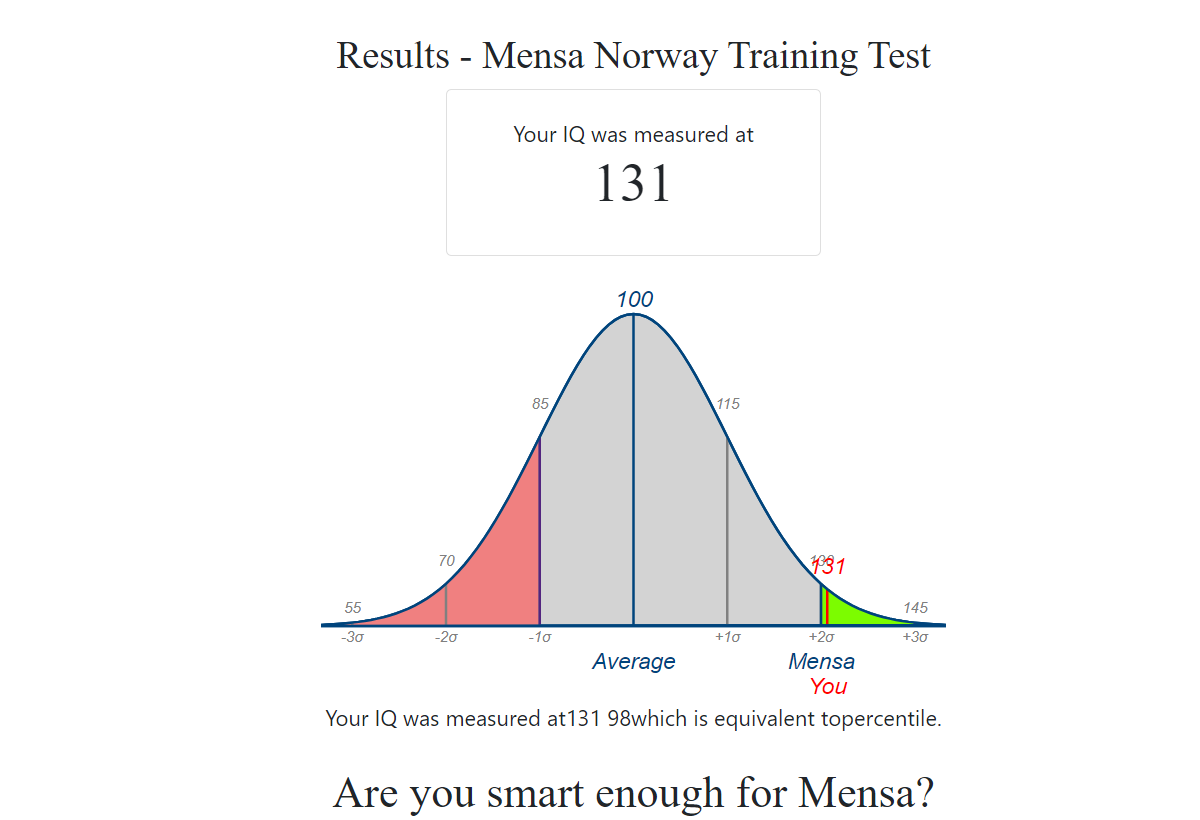 Results - Mensa Norway Training Test
Your IQ was measured at
131
100
85
115
70
130
131
55
145
-3σ
-2σ
-1σ
+1σ
+2σ
+3σ
Average
Mensa
You
Your IQ was measured at131 98which is equivalent topercentile.
Are you smart enough for Mensa?